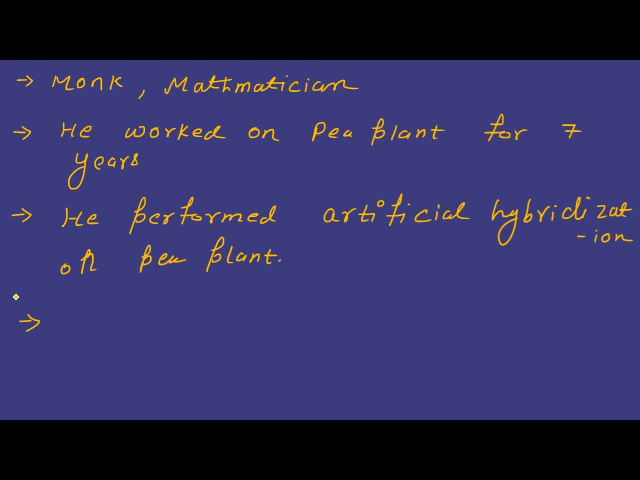 → Monk, Mathmatician
→ He worked on Pea plant for 7
years
→ He performed artificial hybridizat
-ion
on pea plant.
→